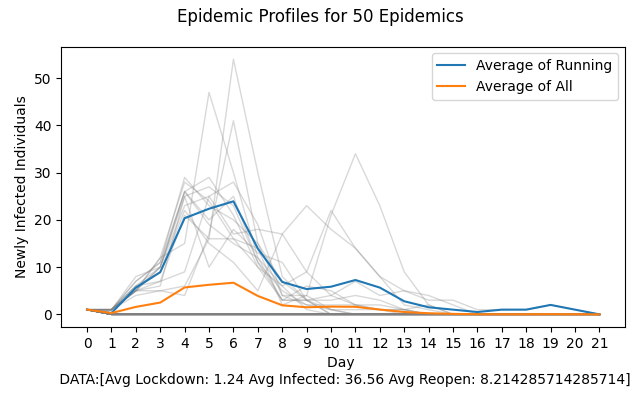 Epidemic Profiles for 50 Epidemics
Average of Running
Average of All
Newly Infected Individuals
50
40
30
20
10
0
0 1 2 3 4 5 6 7 8 9 10 11 12 13 14 15 16 17 18 19 20 21
Day
DATA:[Avg Lockdown: 1.24 Avg Infected: 36.56 Avg Reopen: 8.214285714285714]